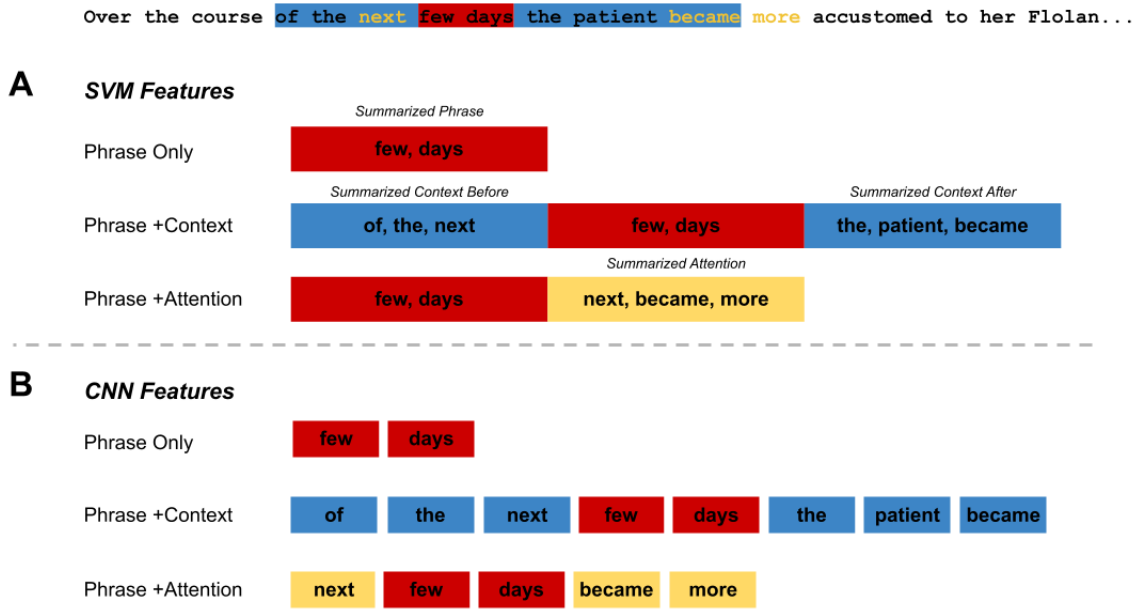 Over the course of the next few days the patient became more accustomed to her Flolan...
A SVM Features
Summarized Phrase
Phrase Only few, days
Summarized Context Before Summarized Context After
Phrase +Context of, the, next few, days the, patient, became
Summarized Attention
Phrase +Attention few, days next, became, more
B CNN Features
Phrase Only few days
Phrase +Context of the next few days the patient became
Phrase +Attention next few days became more